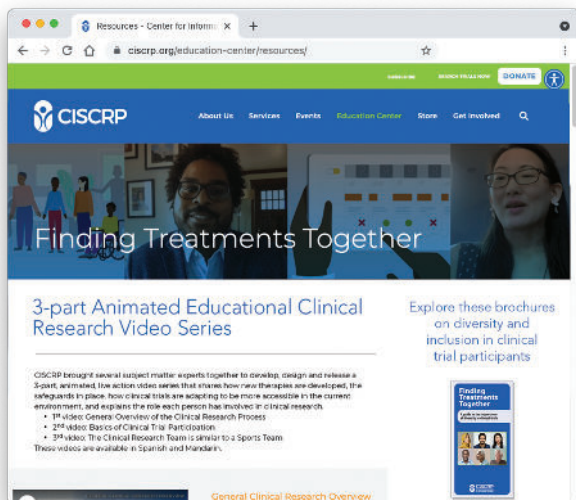 Resources - Center for Informa
ciscrp.org/education-center/resources/
SUBSCRIBE SEARCH TRIALS NOW DONATE
CISCRP
About Us Services Events Education Center Store Get Involved
Finding Treatments Together
3-part Animated Educational Clinical
Research Video Series
CISCRP brought several subject matter experts together to develop, design and release a
3-part, animated, live action video series that shares how new therapies are developed, the
safeguards in place, how clinical trials are adapting to be more accessible in the current
environment, and explains the role each person has involved in clinical research.
• 1st video: General Overview of the Clinical Research Process
• 2nd video: Basics of Clinical Trial Participation
• 3rd video: The Clinical Research Team is similar to a Sports Team
These videos are available in Spanish and Mandarin.
General Clinical Research Overview
Explore these brochures
on diversity and
inclusion in clinical
trial participants
Finding
Treatments
Together
CISCRP